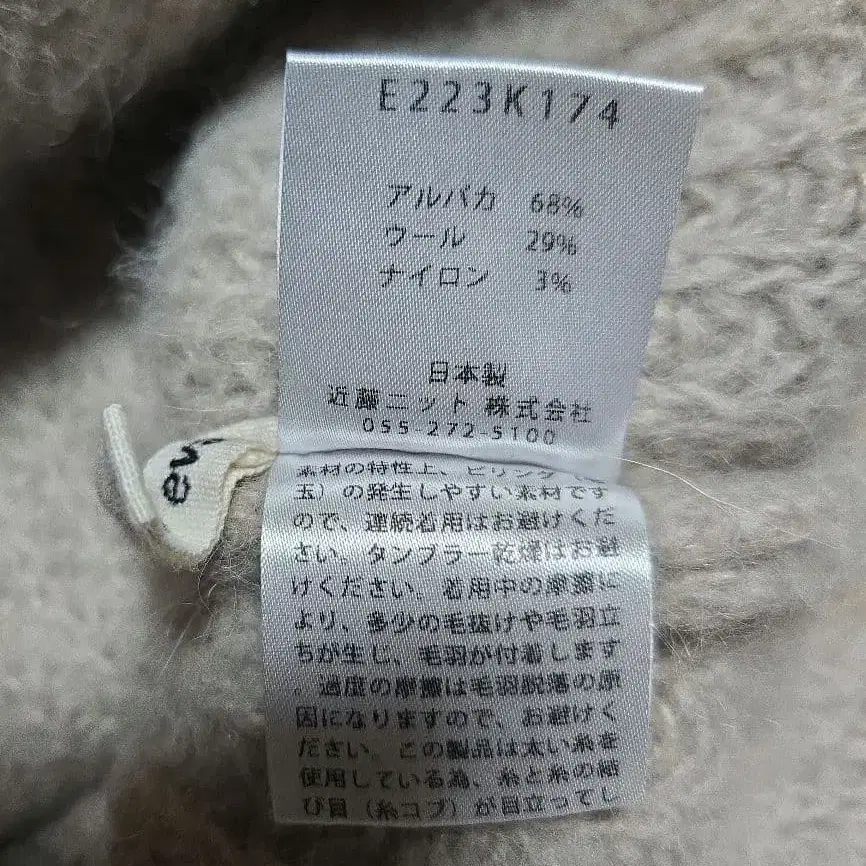 E223K174
アルパカ 68%
ウール 29%
ナイロン 3%
日本製
近藤ニット 株式会社
055-272-5100
ev
素材の特性上、ピリング（毛
玉）の発生しやすい素材です
ので、連続着用はお避けくだ
さい。タンブラー乾燥はお避
けください。着用中の摩擦に
より、多少の毛抜けや毛羽立
ちが生じ、毛羽が付着します
。過度の摩擦は毛羽脱落の原
因になりますので、お避けく
ださい。この製品は太い糸を
使用している為、糸と糸の結
び目（糸コブ）が目立ってし